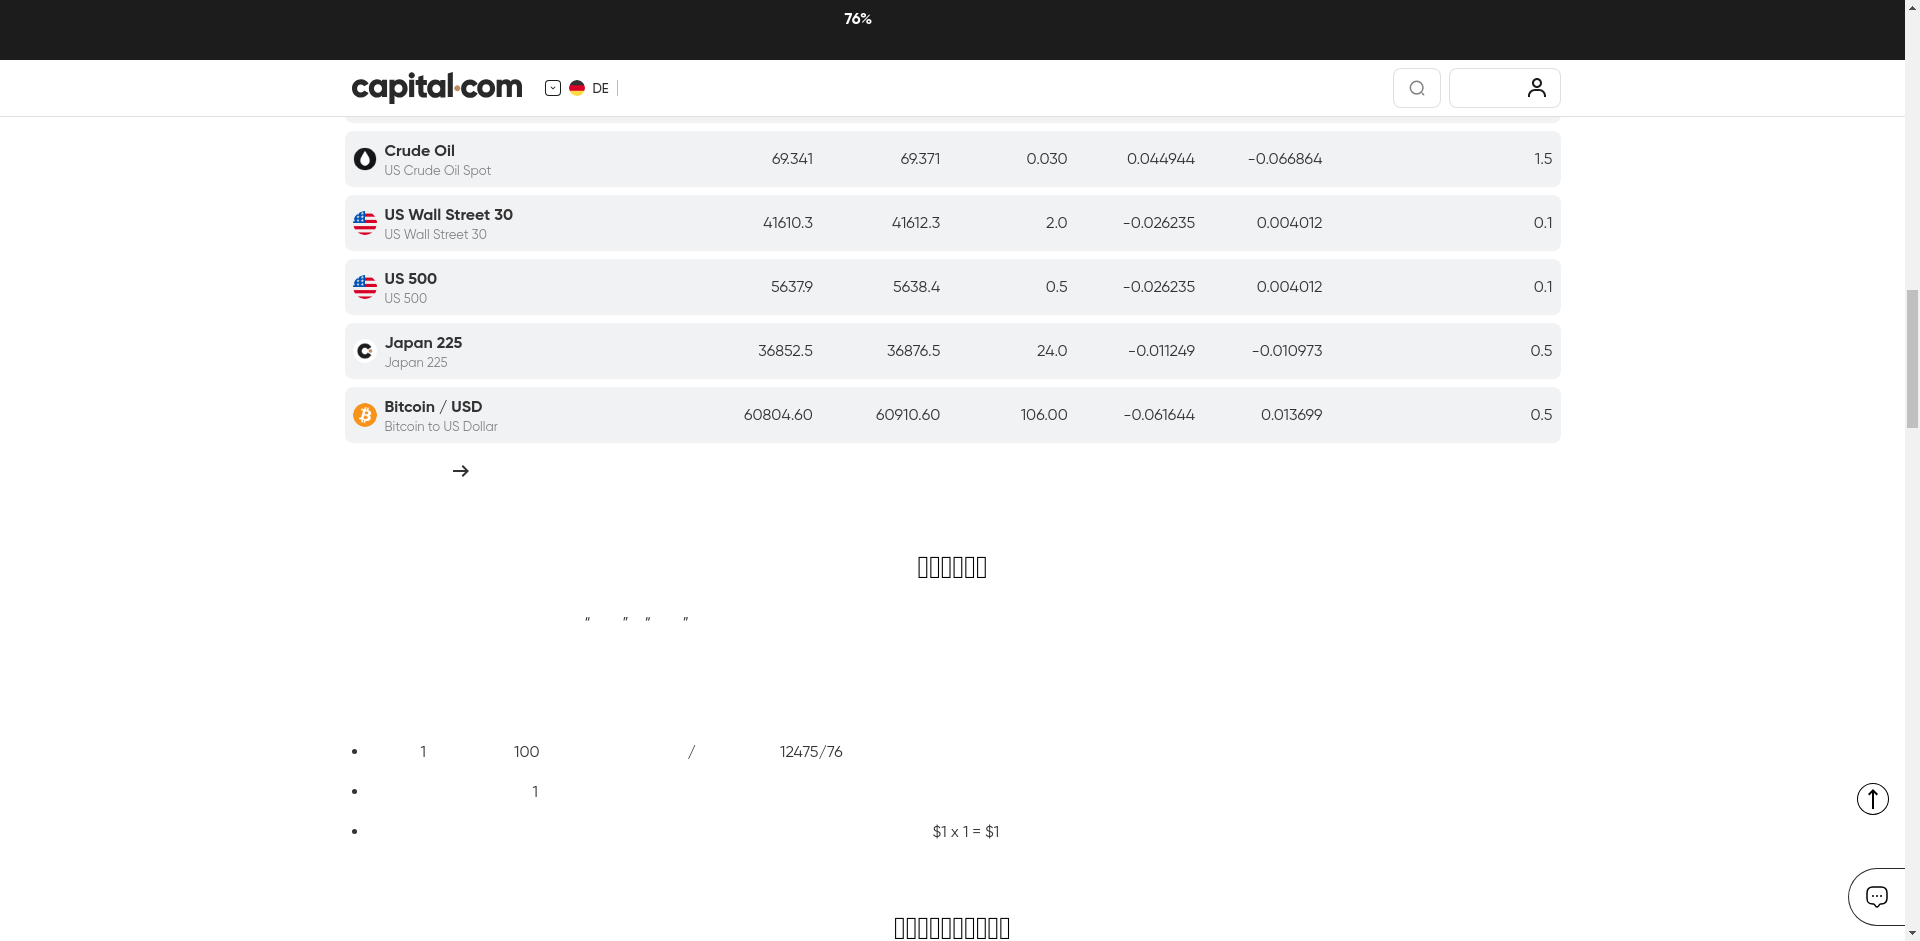 76%
capital.com
DE
Crude Oil 69.341 69.371 0.030 0.044944 -0.066864 1.5
US Crude Oil Spot
US Wall Street 30 41610.3 41612.3 2.0 -0.026235 0.004012 0.1
US Wall Street 30
US 500 5637.9 5638.4 0.5 -0.026235 0.004012 0.1
US 500
Japan 225 36852.5 36876.5 24.0 -0.011249 -0.010973 0.5
Japan 225
Bitcoin / USD 60804.60 60910.60 106.00 -0.061644 0.013699 0.5
Bitcoin to US Dollar
“ ” “ ”
• 1 100 / 12475/76
• 1
• $1 x 1 = $1